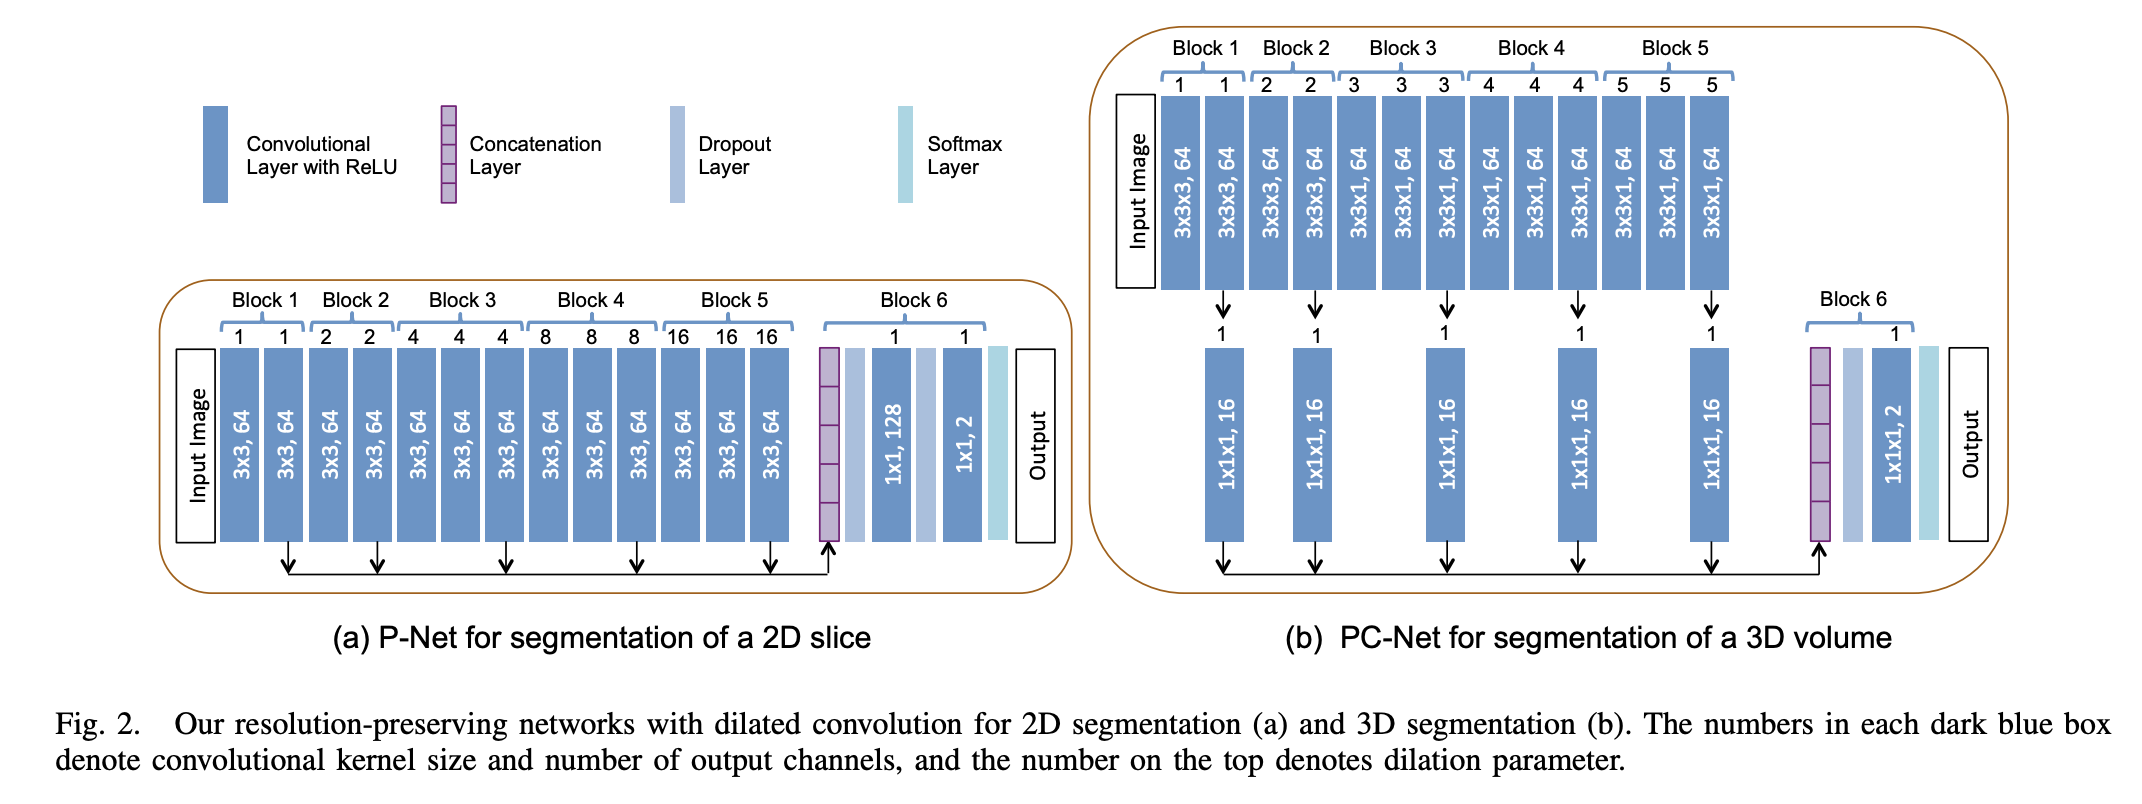 Convolutional
Layer with ReLU
Concatenation
Layer
Dropout
Layer
Softmax
Layer
Block 1 Block 2 Block 3 Block 4 Block 5 Block 6
1 1 2 2 4 4 4 8 8 8 16 16 16 1 1
Input Image
3x3, 64
3x3, 64
3x3, 64
3x3, 64
3x3, 64
3x3, 64
3x3, 64
3x3, 64
3x3, 64
3x3, 64
3x3, 64
3x3, 64
3x3, 64
1x1, 128
1x1, 2
Output
(a) P-Net for segmentation of a 2D slice
Block 1 Block 2 Block 3 Block 4 Block 5
1 1 2 2 3 3 3 4 4 4 5 5 5
Input Image
3x3x3, 64
3x3x3, 64
3x3x3, 64
3x3x3, 64
3x3x1, 64
3x3x1, 64
3x3x1, 64
3x3x1, 64
3x3x1, 64
3x3x1, 64
3x3x1, 64
3x3x1, 64
3x3x1, 64
Block 6
1 1 1 1 1 1
1x1x1, 16
1x1x1, 16
1x1x1, 16
1x1x1, 16
1x1x1, 16
1x1x1, 2
Output
(b) PC-Net for segmentation of a 3D volume
Fig. 2. Our resolution-preserving networks with dilated convolution for 2D segmentation (a) and 3D segmentation (b). The numbers in each dark blue box
denote convolutional kernel size and number of output channels, and the number on the top denotes dilation parameter.